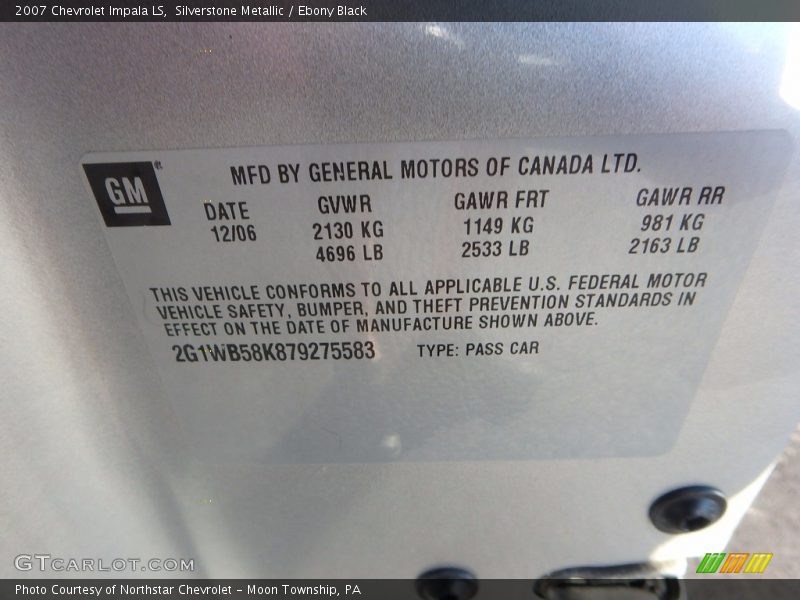 2007 Chevrolet Impala LS, Silverstone Metallic / Ebony Black
GM
MFD BY GENERAL MOTORS OF CANADA LTD.
DATE GVWR GAWR FRT GAWR RR
12/06 2130 KG 1149 KG 981 KG
4696 LB 2533 LB 2163 LB
THIS VEHICLE CONFORMS TO ALL APPLICABLE U.S. FEDERAL MOTOR
VEHICLE SAFETY, BUMPER, AND THEFT PREVENTION STANDARDS IN
EFFECT ON THE DATE OF MANUFACTURE SHOWN ABOVE.
2G1WB58K879275583 TYPE: PASS CAR
GTCARLOT.COM
Photo Courtesy of Northstar Chevrolet - Moon Township, PA